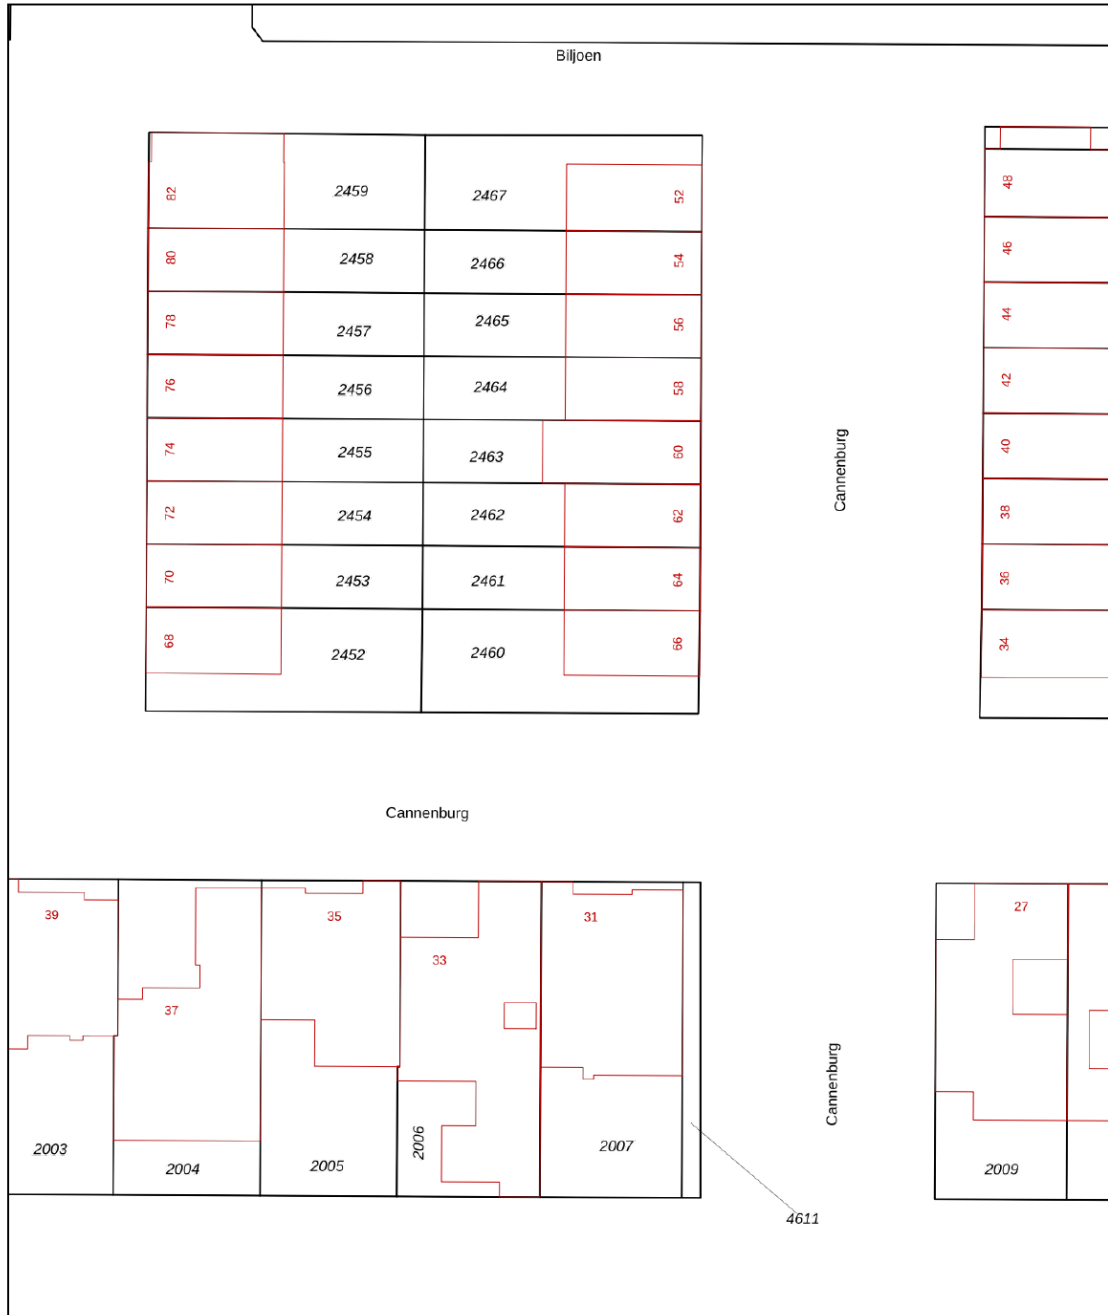 Biljoen
82 2459 2467 52 48
80 2458 2466 54 46
78 2457 2465 56 44
76 2456 2464 58 42
74 2455 2463 60 Cannenburg 40
72 2454 2462 62 38
70 2453 2461 64 36
68 2452 2460 66 34
Cannenburg
39 35 31 27
33
37
Cannenburg
2003 2004 2005 2006 2007 2009
4611